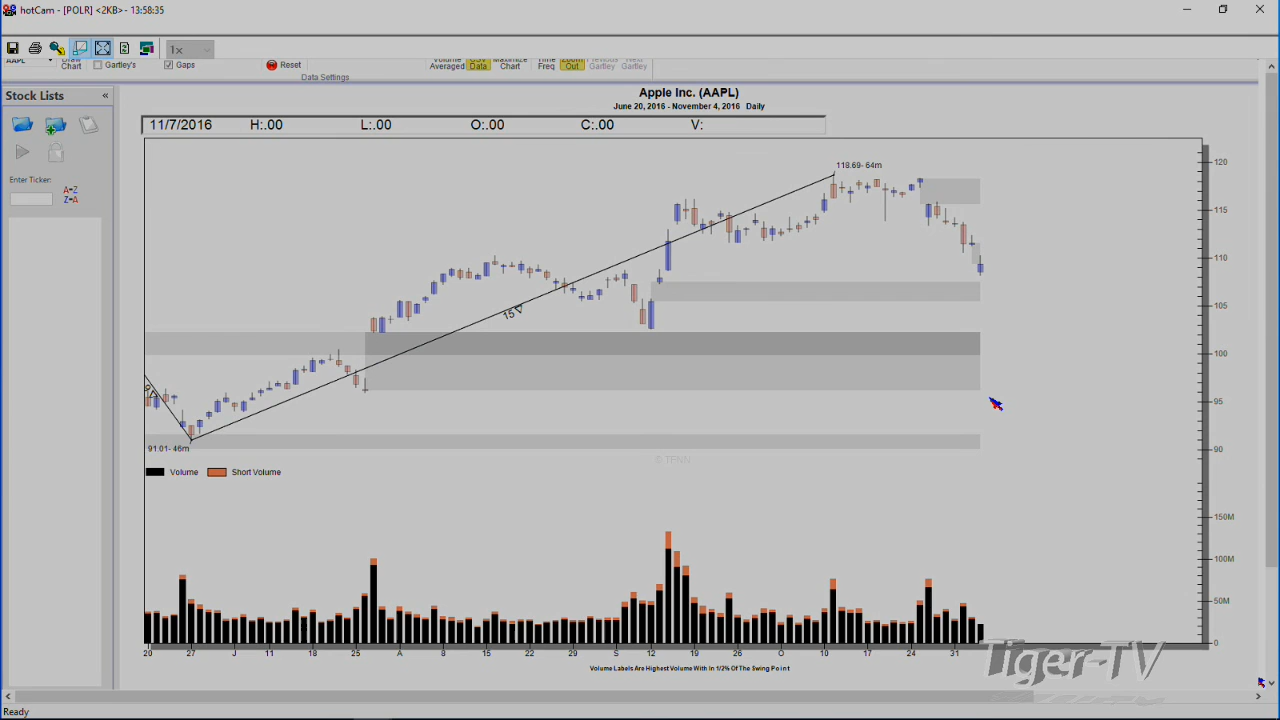 hotCam - [POLR] <2KB> - 13:58:35
1x
AAPL
Chart
Gartley's
Gaps
Reset
Averaged
Data
Chart
Freq
Out
Gartley
Gartley
Data Settings
Stock Lists «
Apple Inc. (AAPL)
June 20, 2016 - November 4, 2016 Daily
11/7/2016 H:.00 L:.00 O:.00 C:.00 V:
Enter Ticker:
A-Z
Z-A
118.69- 64m
120
115
110
105
100
95
90
15
91.01- 46m
© TENN
Volume Short Volume
150M
100M
50M
0
20 27 J 11 18 25 A 8 15 22 29 S 12 19 26 O 10 17 24 31
Volume Labels Are Highest Volume With In 1/2% Of The Swing Point
Tiger-TV
Ready